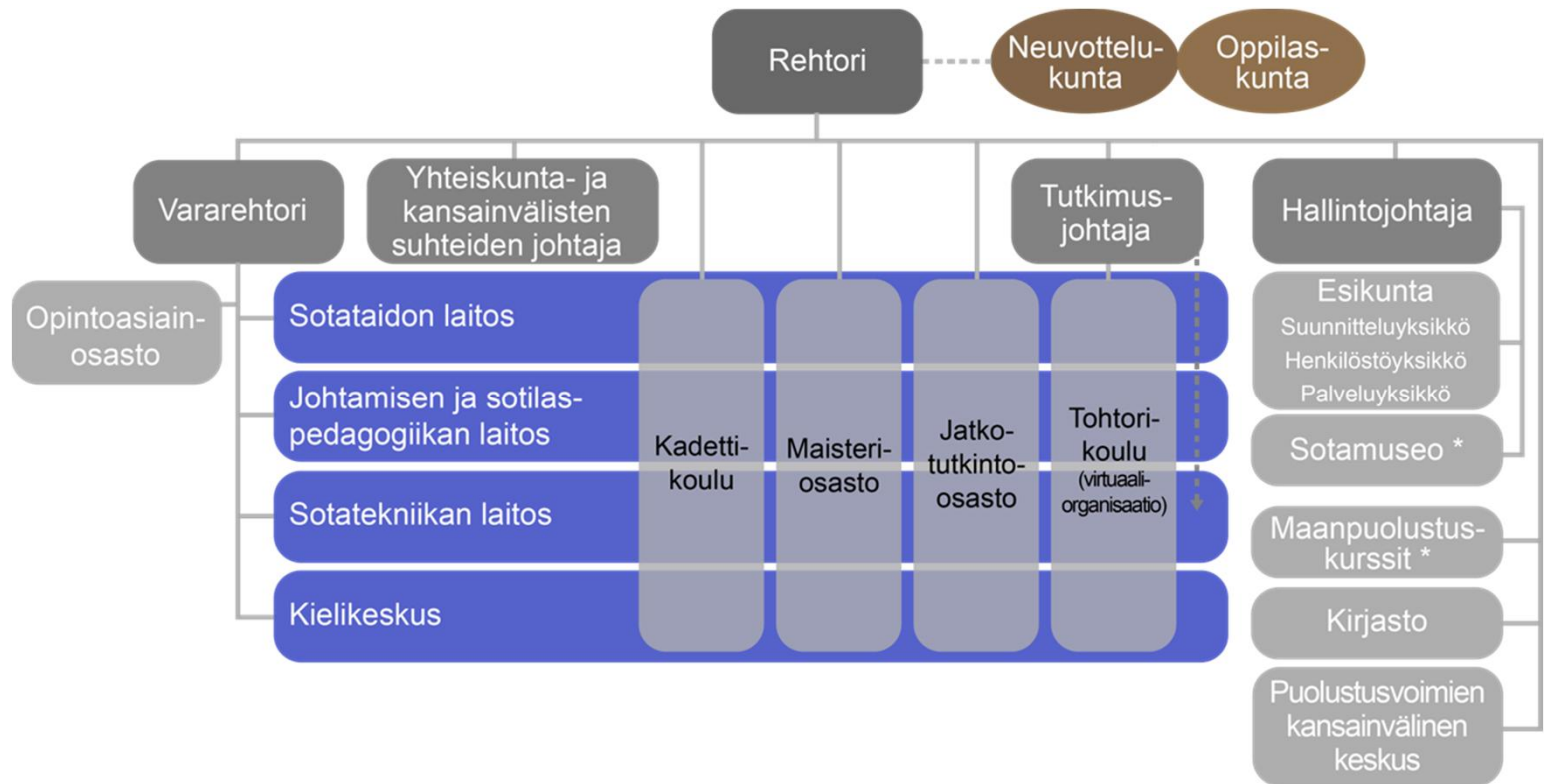 Rehtori
Neuvottelu-
kunta
Oppilas-
kunta
Vararehtori
Yhteiskunta- ja
kansainvälisten
suhteiden johtaja
Tutkimus-
johtaja
Hallintojohtaja
Opintoasiain-
osasto
Sotataidon laitos
Johtamisen ja sotilas-
pedagogiikan laitos
Sotatekniikan laitos
Kielikeskus
Kadetti-
koulu
Maisteri-
osasto
Jatko-
tutkinto-
osasto
Tohtori-
koulu
(virtuaali-
organisaatio)
Esikunta
Suunnitteluyksikkö
Henkilöstöyksikkö
Palveluyksikkö
Sotamuseo *
Maanpuolustus-
kurssit *
Kirjasto
Puolustusvoimien
kansainvälinen
keskus